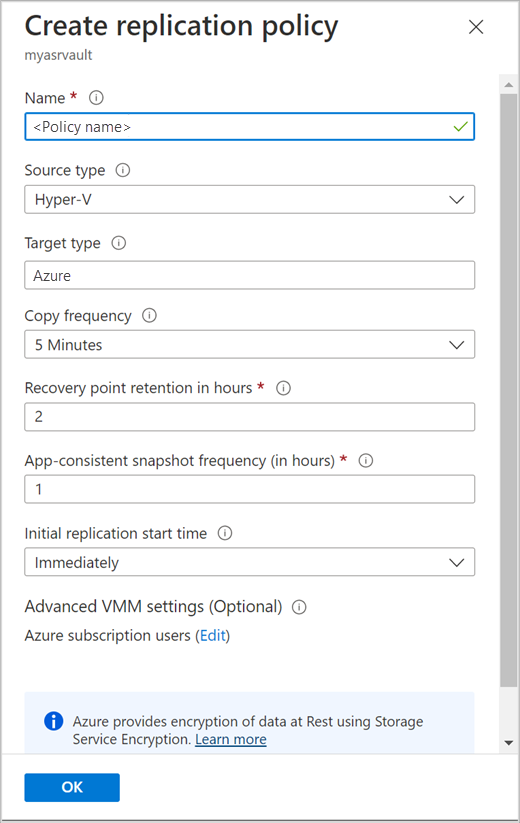 Create replication policy
myasrvault
Name *
<Policy name>
Source type
Hyper-V
Target type
Azure
Copy frequency
5 Minutes
Recovery point retention in hours *
2
App-consistent snapshot frequency (in hours) *
1
Initial replication start time
Immediately
Advanced VMM settings (Optional)
Azure subscription users (Edit)
Azure provides encryption of data at Rest using Storage
Service Encryption. Learn more
OK